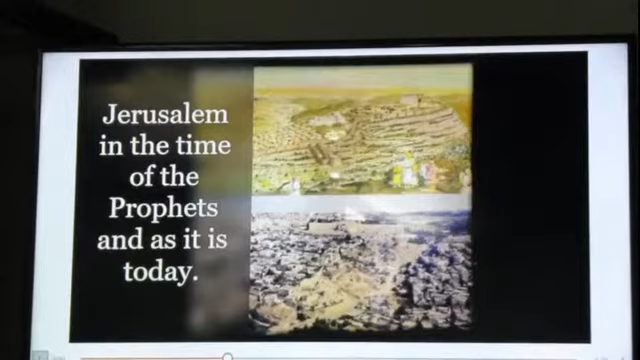 Jerusalem
in the time
of the
Prophets
and as it is
today.